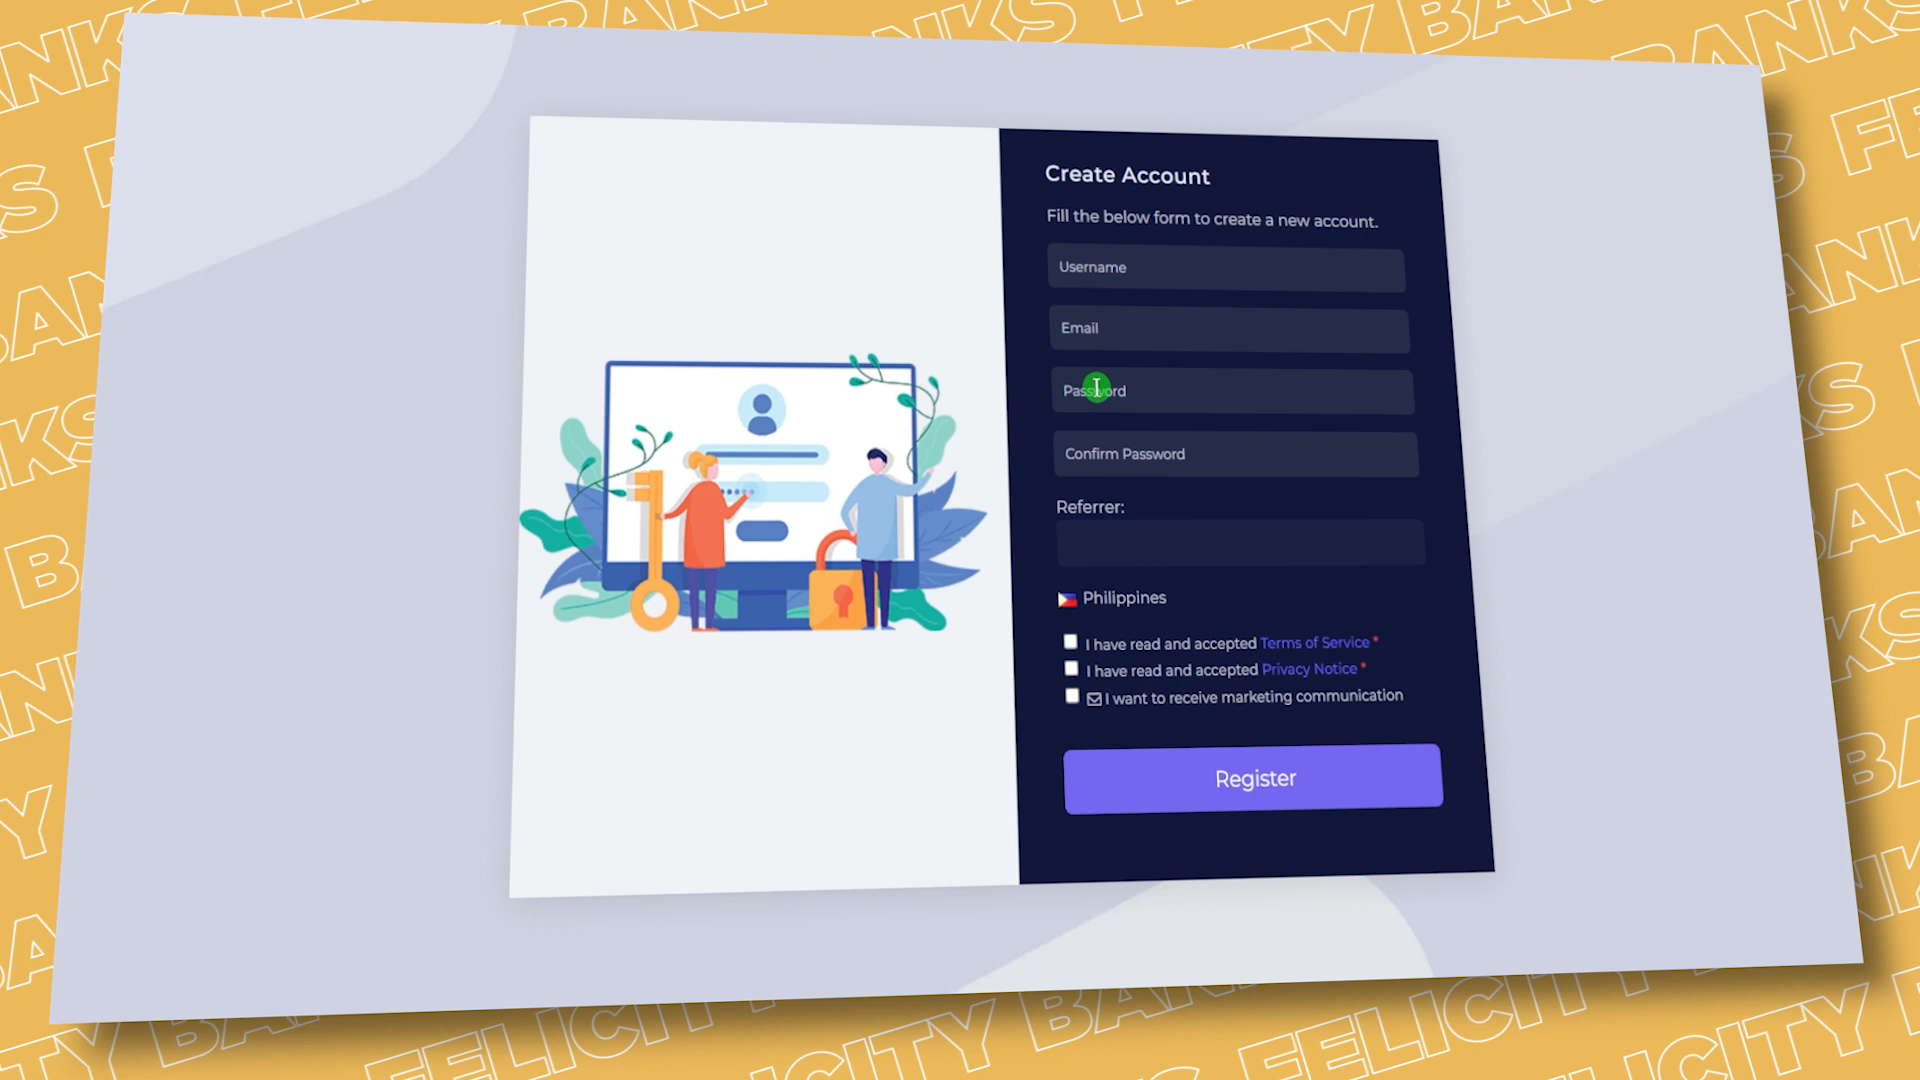 FELICITY BANKS
Create Account
Fill the below form to create a new account.
Username
Email
Password
Confirm Password
Referrer:
Philippines
I have read and accepted Terms of Service *
I have read and accepted Privacy Notice *
I want to receive marketing communication
Register
FELICITY BANKS